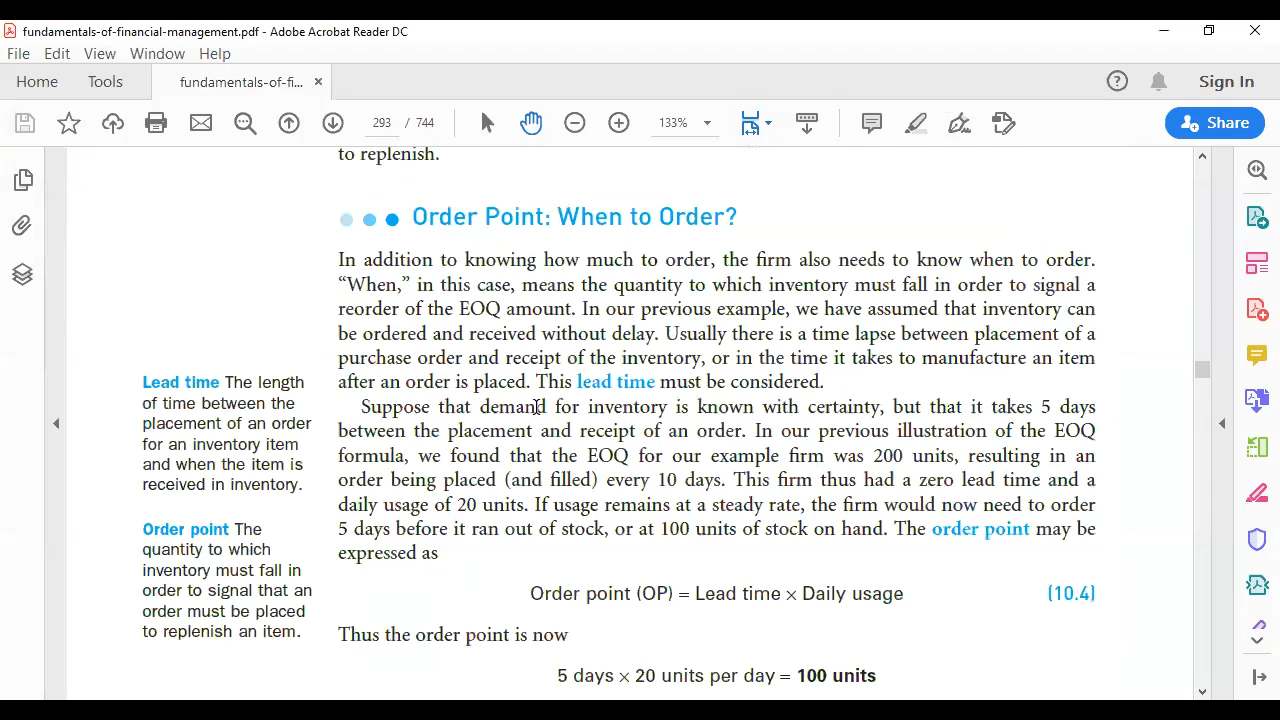 fundamentals-of-financial-management.pdf - Adobe Acrobat Reader DC
File Edit View Window Help
Home Tools fundamentals-of-fi... × Sign In
293 / 744 133% Share
to replenish.
Order Point: When to Order?
In addition to knowing how much to order, the firm also needs to know when to order.
“When,” in this case, means the quantity to which inventory must fall in order to signal a
reorder of the EOQ amount. In our previous example, we have assumed that inventory can
be ordered and received without delay. Usually there is a time lapse between placement of a
purchase order and receipt of the inventory, or in the time it takes to manufacture an item
after an order is placed. This lead time must be considered.
Suppose that demand for inventory is known with certainty, but that it takes 5 days
between the placement and receipt of an order. In our previous illustration of the EOQ
formula, we found that the EOQ for our example firm was 200 units, resulting in an
order being placed (and filled) every 10 days. This firm thus had a zero lead time and a
daily usage of 20 units. If usage remains at a steady rate, the firm would now need to order
5 days before it ran out of stock, or at 100 units of stock on hand. The order point may be
expressed as
Order point (OP) = Lead time × Daily usage (10.4)
Thus the order point is now
5 days × 20 units per day = 100 units
Lead time The length
of time between the
placement of an order
for an inventory item
and when the item is
received in inventory.
Order point The
quantity to which
inventory must fall in
order to signal that an
order must be placed
to replenish an item.